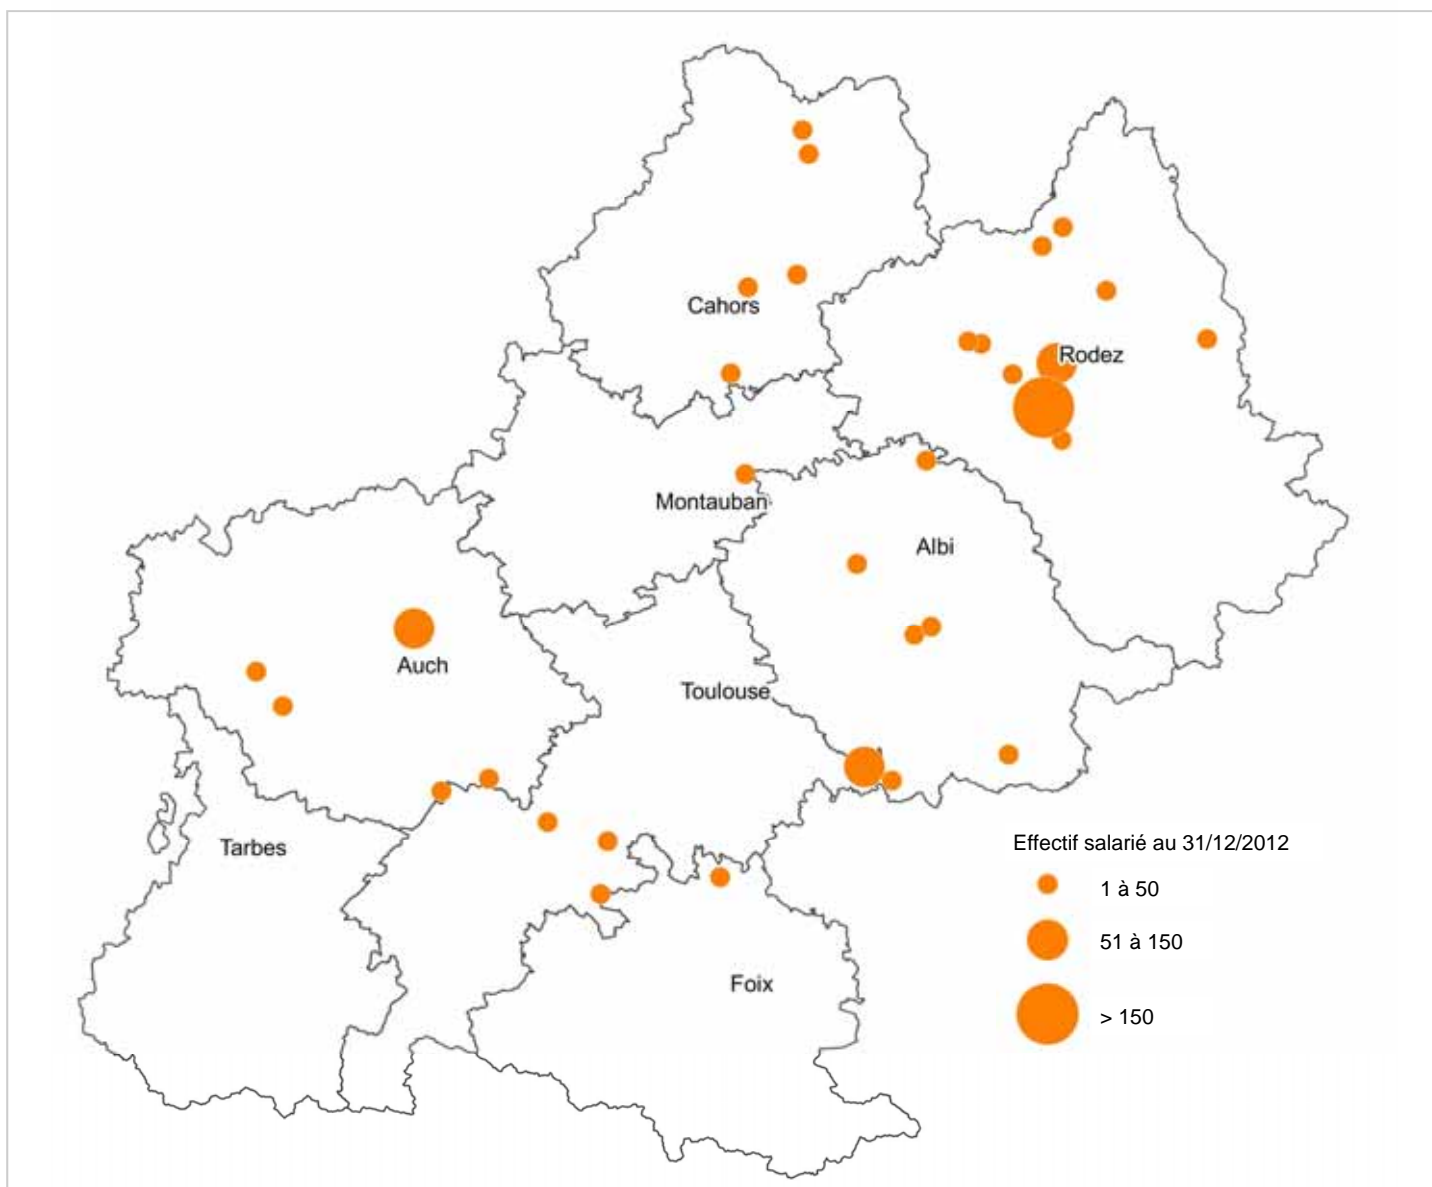 Cahors
Rodez
Montauban
Albi
Auch
Toulouse
Tarbes
Effectif salarié au 31/12/2012
1 à 50
51 à 150
Foix
> 150